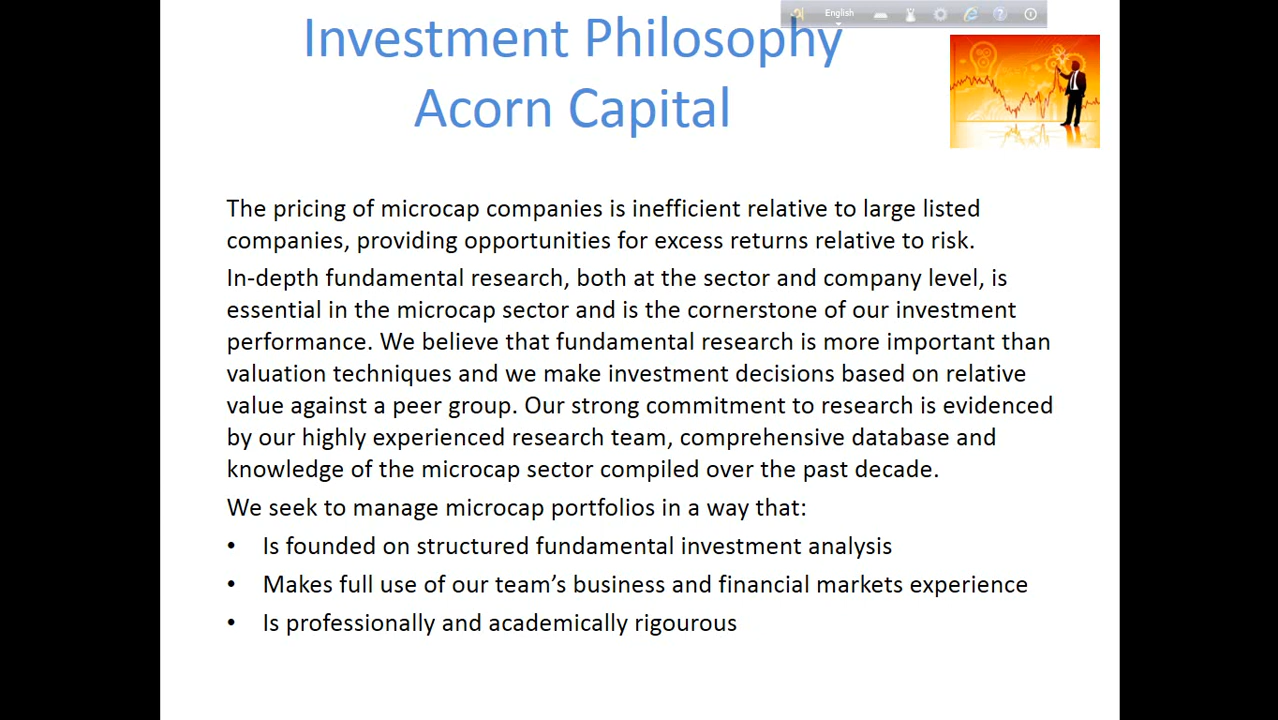 English
Investment Philosophy
Acorn Capital
The pricing of microcap companies is inefficient relative to large listed
companies, providing opportunities for excess returns relative to risk.
In-depth fundamental research, both at the sector and company level, is
essential in the microcap sector and is the cornerstone of our investment
performance. We believe that fundamental research is more important than
valuation techniques and we make investment decisions based on relative
value against a peer group. Our strong commitment to research is evidenced
by our highly experienced research team, comprehensive database and
knowledge of the microcap sector compiled over the past decade.
We seek to manage microcap portfolios in a way that:
• Is founded on structured fundamental investment analysis
• Makes full use of our team’s business and financial markets experience
• Is professionally and academically rigourous